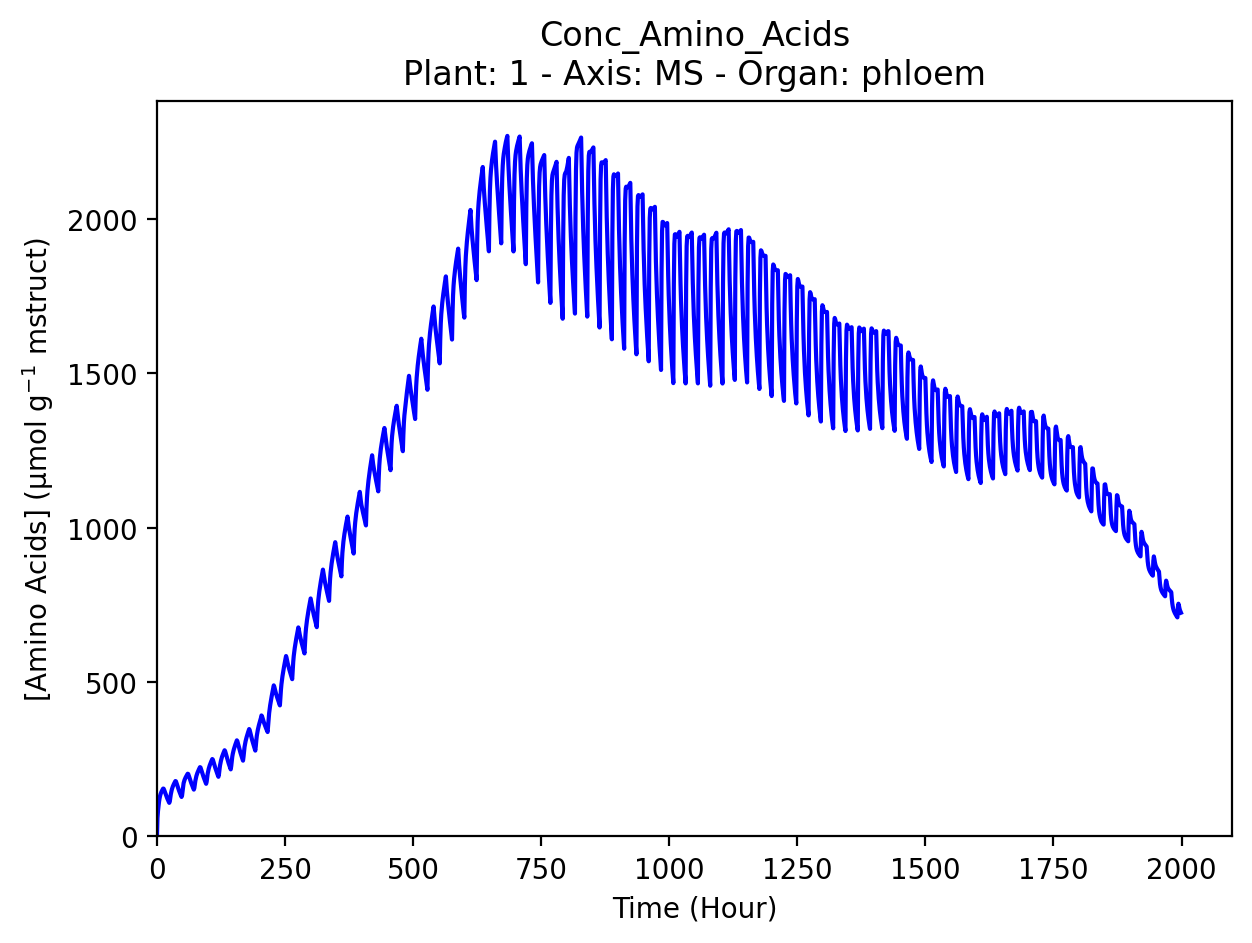 Conc_Amino_Acids
Plant: 1 - Axis: MS - Organ: phloem
[Amino Acids] (µmol g⁻¹ mstruct)
2000
1500
1000
500
0
0 250 500 750 1000 1250 1500 1750 2000
Time (Hour)